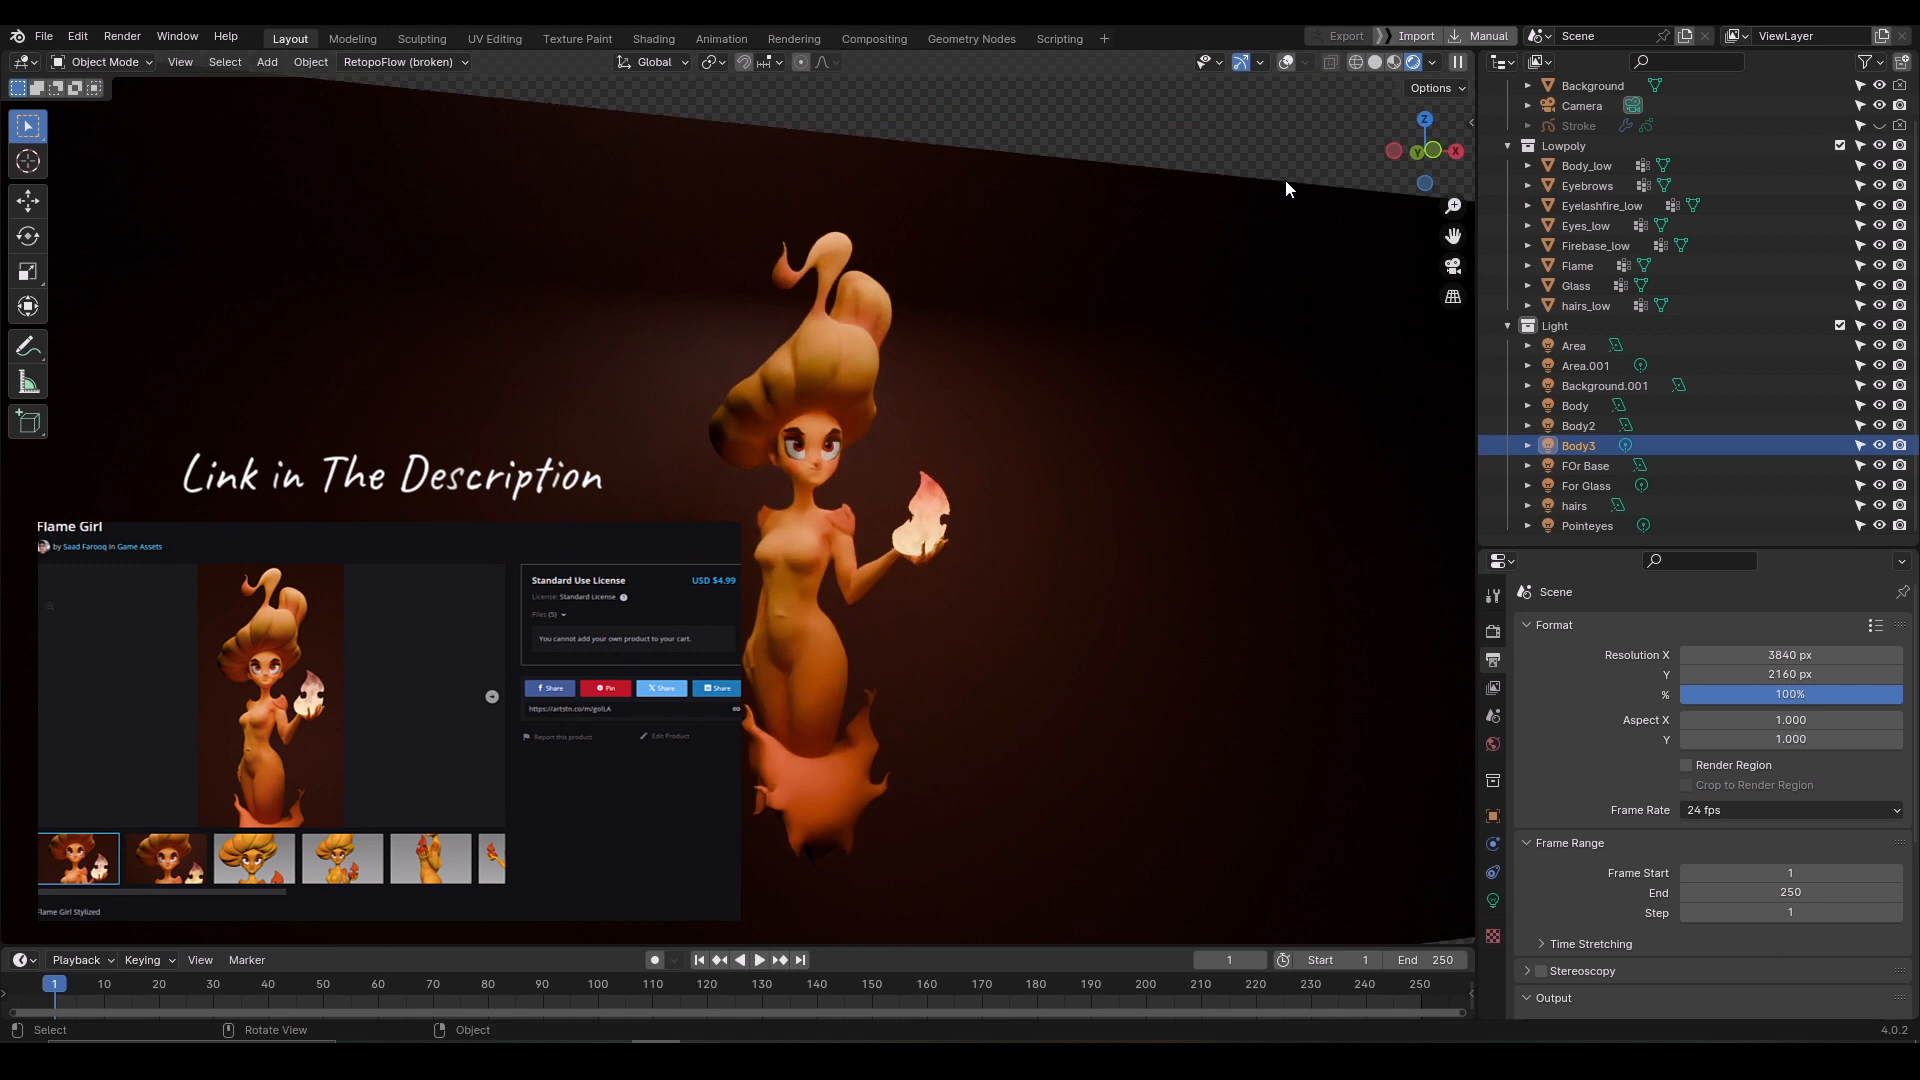 File Edit Render Window Help Layout Modeling Sculpting UV Editing Texture Paint Shading Animation Rendering Compositing Geometry Nodes Scripting + Export Import Manual Scene ViewLayer
Object Mode View Select Add Object RetopoFlow (broken) Global
Options
Z
Y X
Link in The Description
Flame Girl
by Saad Farooq in Game Assets
Standard Use License USD $4.99
License: Standard License
Files (5)
You cannot add your own product to your cart.
Share Pin Share Share
https://artstn.co/m/golLA
Report this product Edit Product
Flame Girl Stylized
Background
Camera
Stroke
Lowpoly
Body_low
Eyebrows
Eyelashfire_low
Eyes_low
Firebase_low
Flame
Glass
hairs_low
Light
Area
Area.001
Background.001
Body
Body2
Body3
FOr Base
For Glass
hairs
Pointeyes
Scene
Format
Resolution X 3840 px
Y 2160 px
% 100%
Aspect X 1.000
Y 1.000
Render Region
Crop to Render Region
Frame Rate 24 fps
Frame Range
Frame Start 1
End 250
Step 1
Time Stretching
Stereoscopy
Output
Playback Keying View Marker 1 Start 1 End 250
1 10 20 30 40 50 60 70 80 90 100 110 120 130 140 150 160 170 180 190 200 210 220 230 240 250
Select Rotate View Object 4.0.2